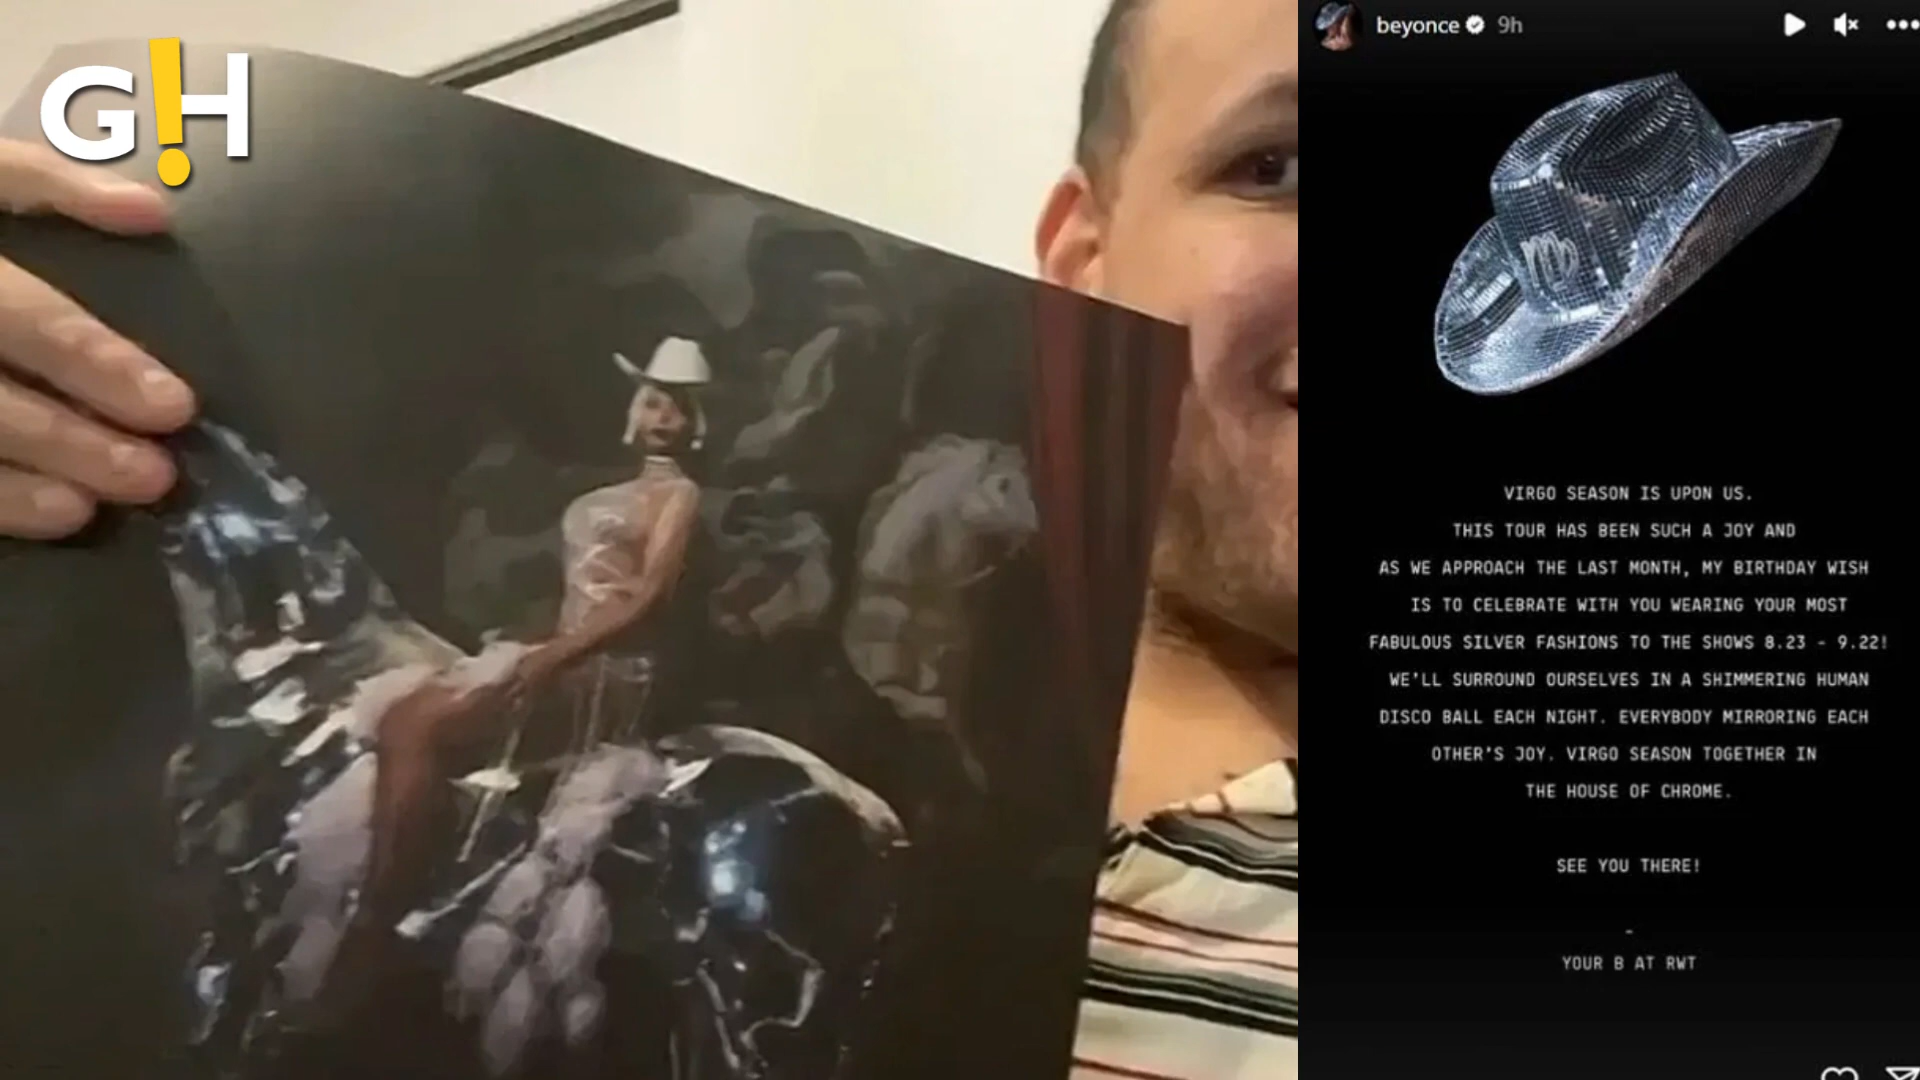 G!H
beyonce 9h
VIRGO SEASON IS UPON US.
THIS TOUR HAS BEEN SUCH A JOY AND
AS WE APPROACH THE LAST MONTH, MY BIRTHDAY WISH
IS TO CELEBRATE WITH YOU WEARING YOUR MOST
FABULOUS SILVER FASHIONS TO THE SHOWS 8.23 - 9.22!
WE'LL SURROUND OURSELVES IN A SHIMMERING HUMAN
DISCO BALL EACH NIGHT. EVERYBODY MIRRORING EACH
OTHER'S JOY. VIRGO SEASON TOGETHER IN
THE HOUSE OF CHROME.
SEE YOU THERE!
-
YOUR B AT RWT